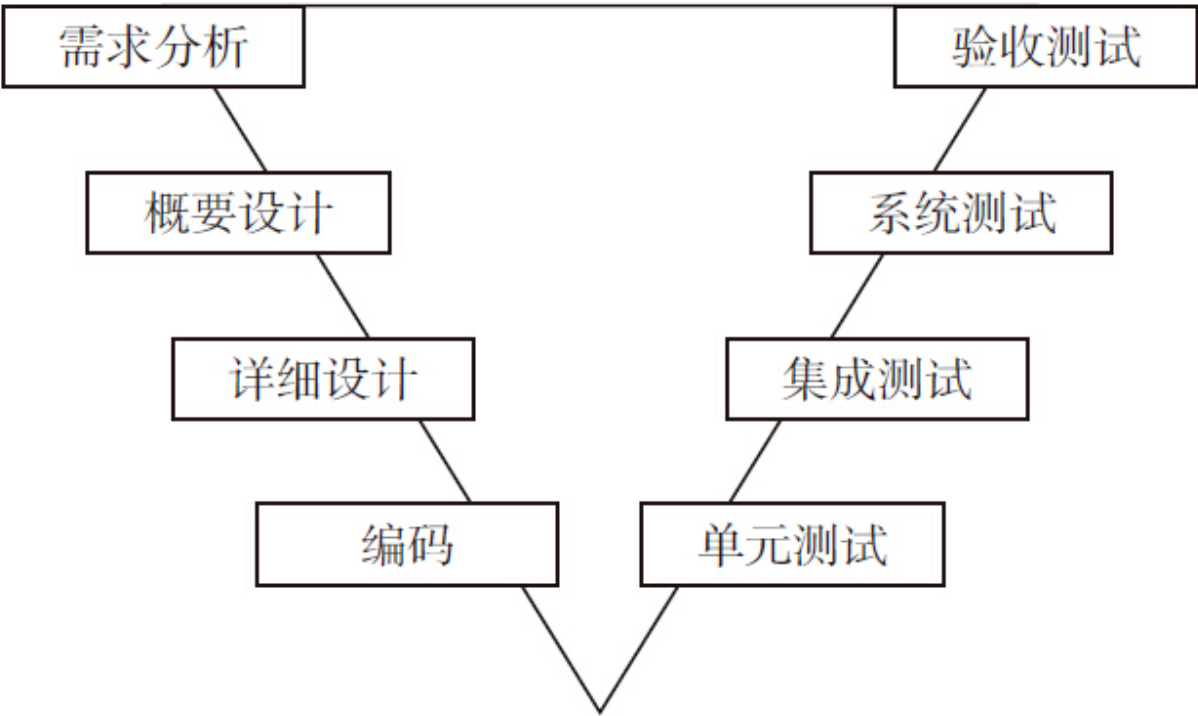 需求分析
验收测试
概要设计
系统测试
详细设计
集成测试
编码
单元测试